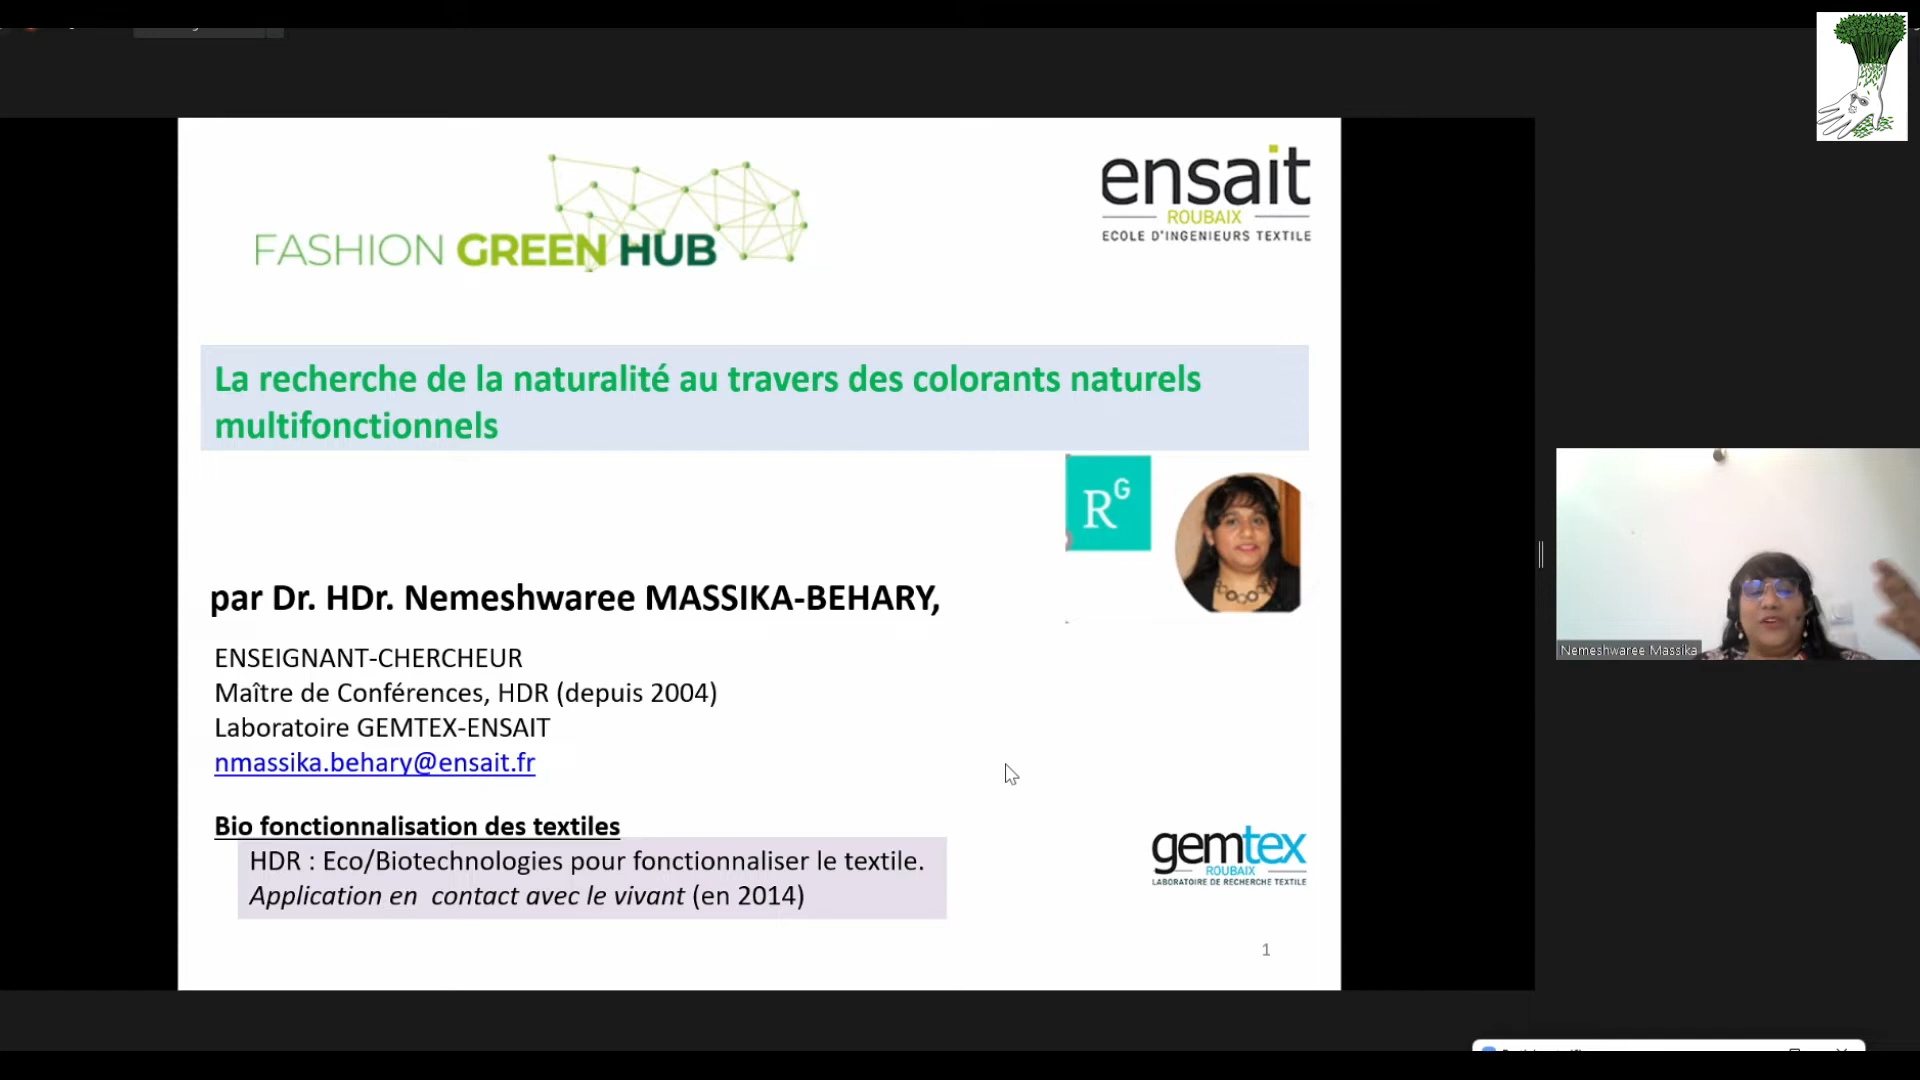 FASHION GREEN HUB
ensait
ROUBAIX
ECOLE D'INGENIEURS TEXTILE
La recherche de la naturalité au travers des colorants naturels
multifonctionnels
RG
par Dr. HDr. Nemeshwaree MASSIKA-BEHARY,
ENSEIGNANT-CHERCHEUR
Maître de Conférences, HDR (depuis 2004)
Laboratoire GEMTEX-ENSAIT
nmassika.behary@ensait.fr
Bio fonctionnalisation des textiles
HDR : Eco/Biotechnologies pour fonctionnaliser le textile.
Application en contact avec le vivant (en 2014)
gemtex
ROUBAIX
LABORATOIRE DE RECHERCHE TEXTILE
1
Nemeshwaree Massika